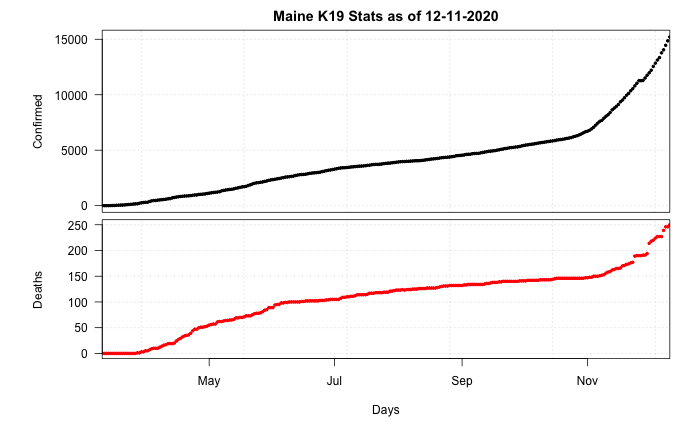 Maine K19 Stats as of 12-11-2020
15000
10000
5000
0
Confirmed
250
200
150
100
50
0
Deaths
May Jul Sep Nov
Days